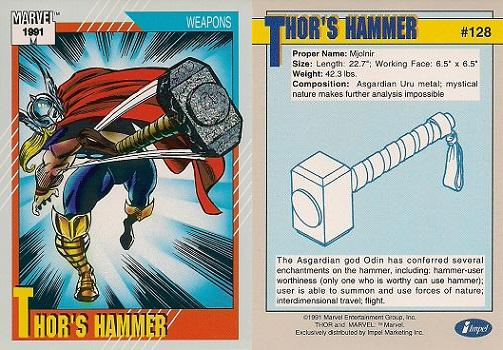 MARVEL™
1991
WEAPONS
THOR'S HAMMER
THOR'S HAMMER
#128
Proper Name: Mjolnir
Size: Length: 22.7"; Working Face: 6.5" x 6.5"
Weight: 42.3 lbs.
Composition: Asgardian Uru metal; mystical
nature makes further analysis impossible
The Asgardian god Odin has conferred several
enchantments on the hammer, including: hammer-user
worthiness (only one who is worthy can use hammer);
user is able to summon and use forces of nature;
interdimensional travel; flight.
©1991 Marvel Entertainment Group, Inc.
THOR and MARVEL: ™ Marvel.
Exclusively distributed by Impel Marketing Inc.
Impel